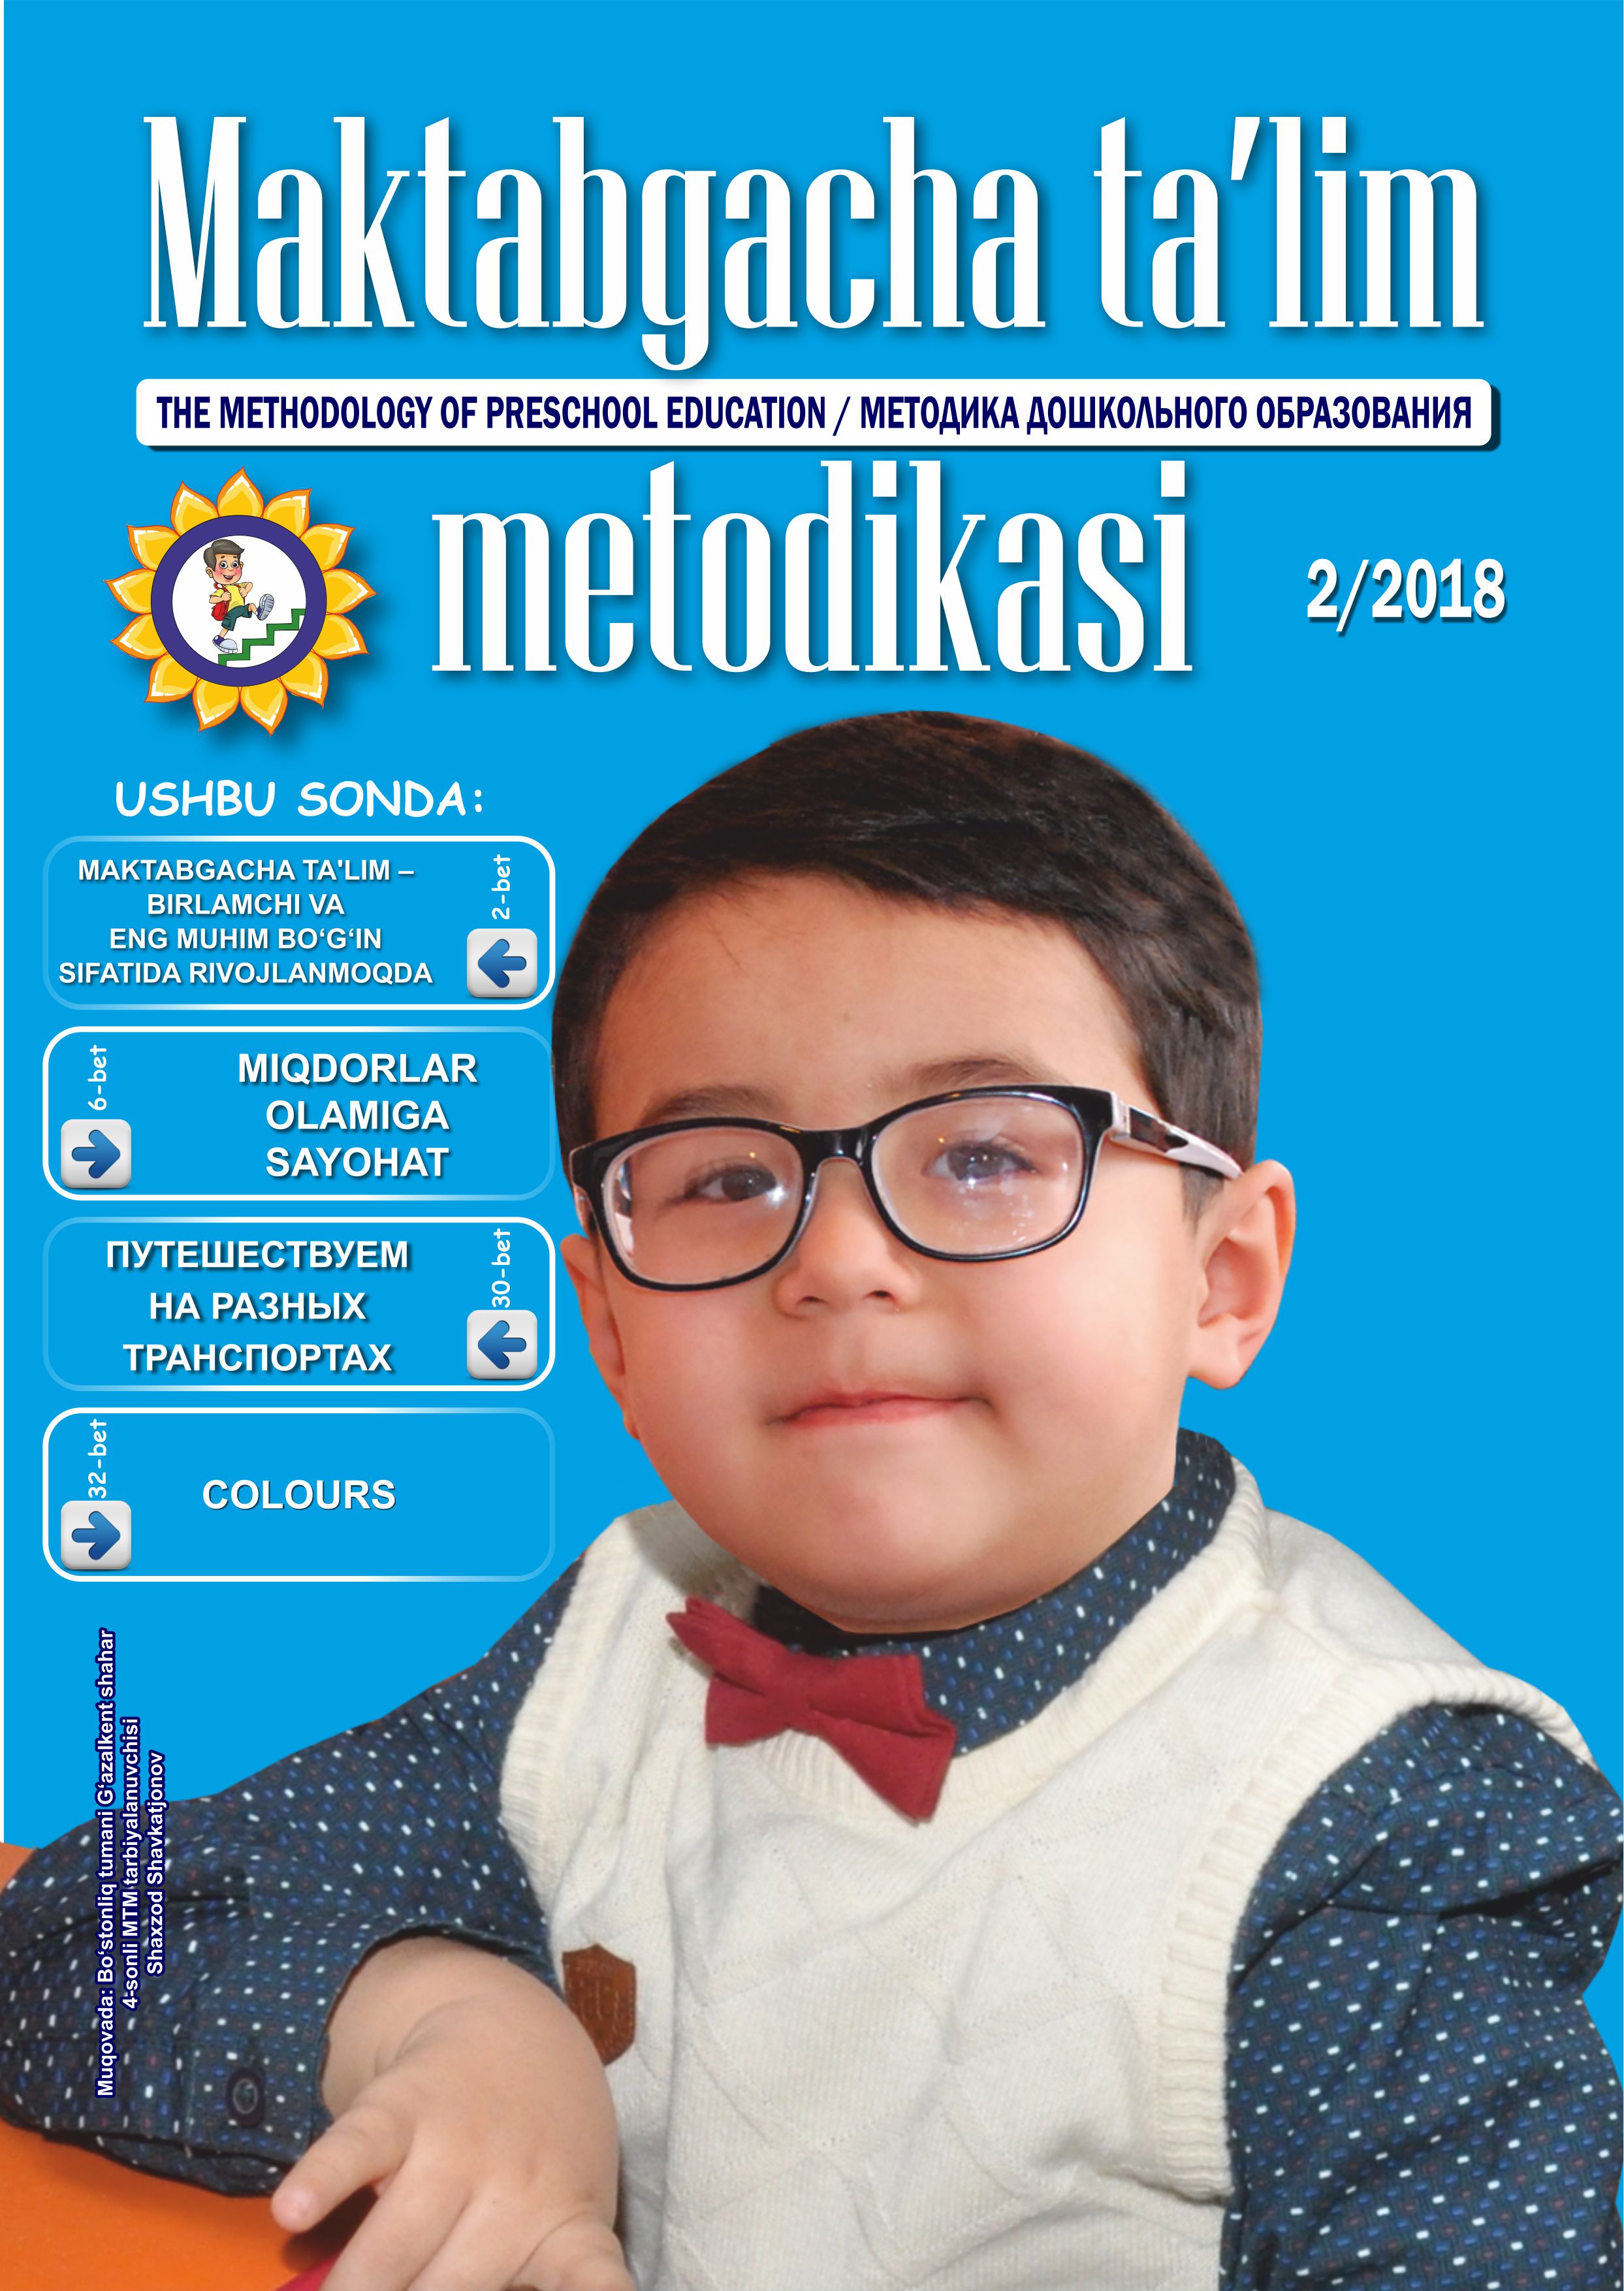 Maktabgacha ta'lim
THE METHODOLOGY OF PRESCHOOL EDUCATION / МЕТОДИКА ДОШКОЛЬНОГО ОБРАЗОВАНИЯ
metodikasi
2/2018
USHBU SONDA:
MAKTABGACHA TA'LIM –
BIRLAMCHI VA
ENG MUHIM BO‘G‘IN
SIFATIDA RIVOJLANMOQDA
2-bet
6-bet
MIQDORLAR
OLAMIGA
SAYOHAT
ПУТЕШЕСТВУЕМ
НА РАЗНЫХ
ТРАНСПОРТАХ
30-bet
32-bet
COLOURS
Muqovada: Bo‘stonliq tumani G‘azalkent shahar
4-sonli MTM tarbiyalanuvchisi
Shaxzod Shavkatjonov